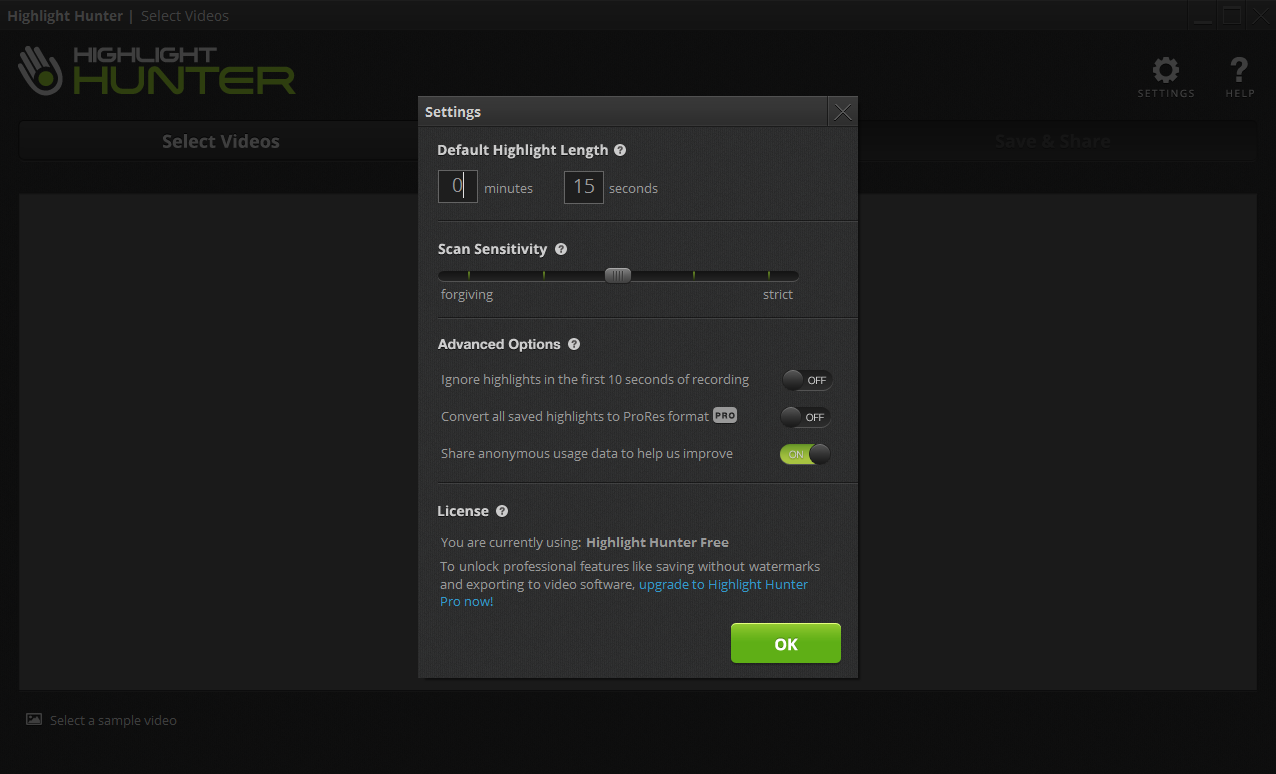 Highlight Hunter | Select Videos
HIGHLIGHT
HUNTER
SETTINGS
HELP
Select Videos
Save & Share
Settings
Default Highlight Length ?
0 minutes 15 seconds
Scan Sensitivity ?
forgiving strict
Advanced Options ?
Ignore highlights in the first 10 seconds of recording OFF
Convert all saved highlights to ProRes format PRO OFF
Share anonymous usage data to help us improve ON
License ?
You are currently using: Highlight Hunter Free
To unlock professional features like saving without watermarks
and exporting to video software, upgrade to Highlight Hunter
Pro now!
OK
Select a sample video